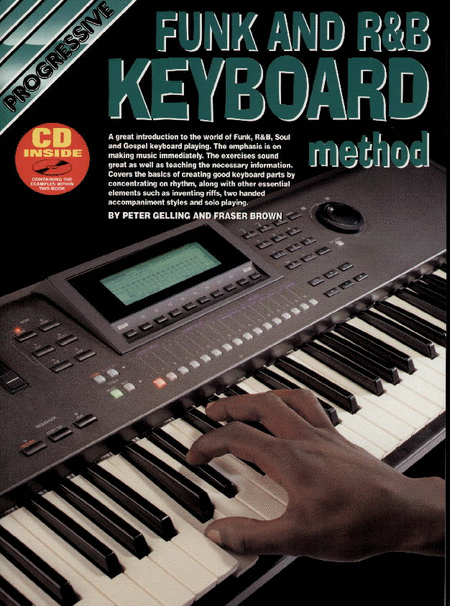 PROGRESSIVE
FUNK AND R&B
KEYBOARD
method
CD
INSIDE
CONTAINING THE
EXAMPLES WITHIN
THIS BOOK
A great introduction to the world of Funk, R&B, Soul
and Gospel keyboard playing. The emphasis is on
making music immediately. The exercises sound
great as well as teaching the necessary information.
Covers the basics of creating good keyboard parts by
concentrating on rhythm, along with other essential
elements such as inventing riffs, two handed
accompaniment styles and solo playing.
BY PETER GELLING AND FRASER BROWN